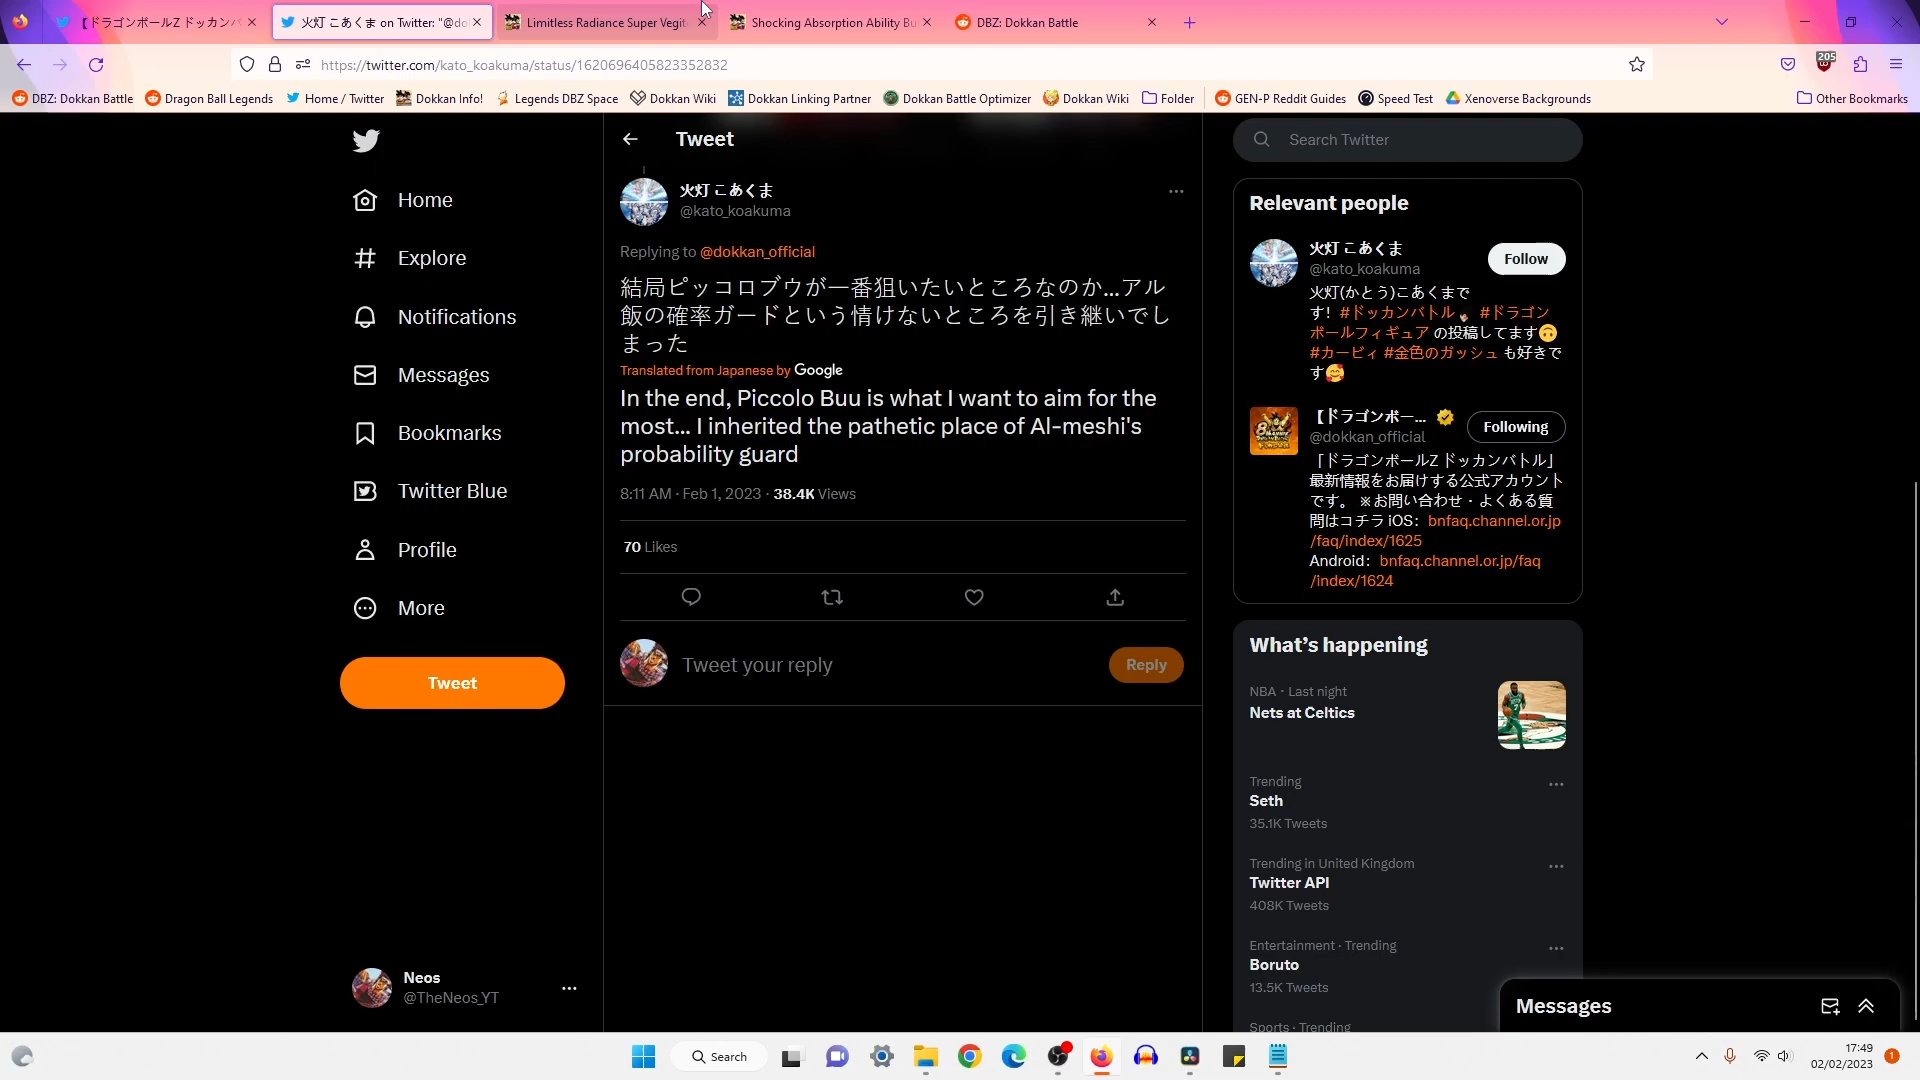 【ドラゴンボールZ ドッカンバ
火灯 こあくま on Twitter: "@do
Limitless Radiance Super Vegit
Shocking Absorption Ability Bu
DBZ: Dokkan Battle
https://twitter.com/kato_koakuma/status/1620696405823352832
205
DBZ: Dokkan Battle
Dragon Ball Legends
Home / Twitter
Dokkan Info!
Legends DBZ Space
Dokkan Wiki
Dokkan Linking Partner
Dokkan Battle Optimizer
Dokkan Wiki
Folder
GEN-P Reddit Guides
Speed Test
Xenoverse Backgrounds
Other Bookmarks
Home
Explore
Notifications
Messages
Bookmarks
Twitter Blue
Profile
More
Tweet
Neos
@TheNeos_YT
Tweet
火灯 こあくま
@kato_koakuma
Replying to @dokkan_official
結局ピッコロブウが一番狙いたいところなのか...アル
飯の確率ガードという情けないところを引き継いでし
まった
Translated from Japanese by Google
In the end, Piccolo Buu is what I want to aim for the
most... I inherited the pathetic place of Al-meshi's
probability guard
8:11 AM · Feb 1, 2023 · 38.4K Views
70 Likes
Tweet your reply
Reply
Search Twitter
Relevant people
火灯 こあくま
@kato_koakuma
Follow
火灯(かとう)こあくまで
す！#ドッカンバトル 、#ドラゴン
ボールフィギュア の投稿してます🙃
#カービィ #金色のガッシュ も好きで
す🥰
【ドラゴンボー...
@dokkan_official
Following
「ドラゴンボールZ ドッカンバトル」
最新情報をお届けする公式アカウント
です。 ※お問い合わせ・よくある質
問はコチラ iOS： bnfaq.channel.or.jp
/faq/index/1625
Android： bnfaq.channel.or.jp/faq
/index/1624
What's happening
NBA · Last night
Nets at Celtics
Trending
Seth
35.1K Tweets
Trending in United Kingdom
Twitter API
408K Tweets
Entertainment · Trending
Boruto
13.5K Tweets
Sports · Trending
Messages
Search
17:49
02/02/2023
1